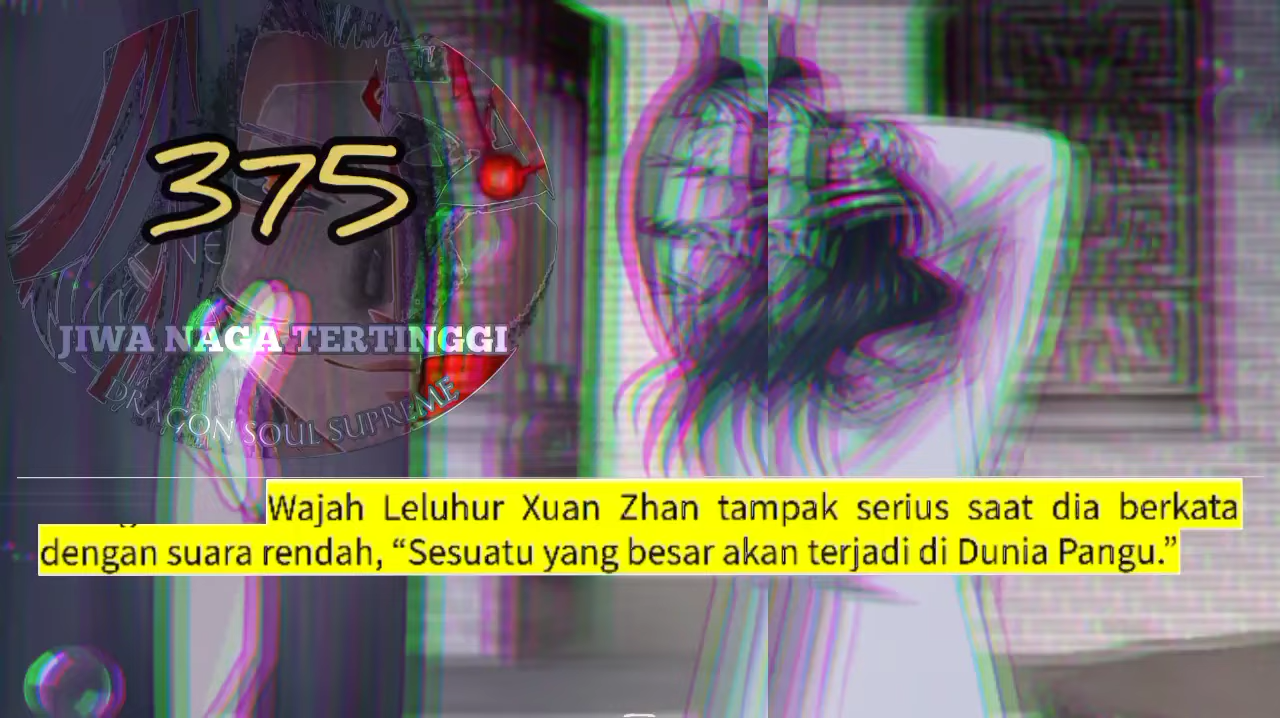 375
JIWA NAGA TERTINGGI
DRAGON SOUL SUPREME
Wajah Leluhur Xuan Zhan tampak serius saat dia berkata
dengan suara rendah, “Sesuatu yang besar akan terjadi di Dunia Pangu.”